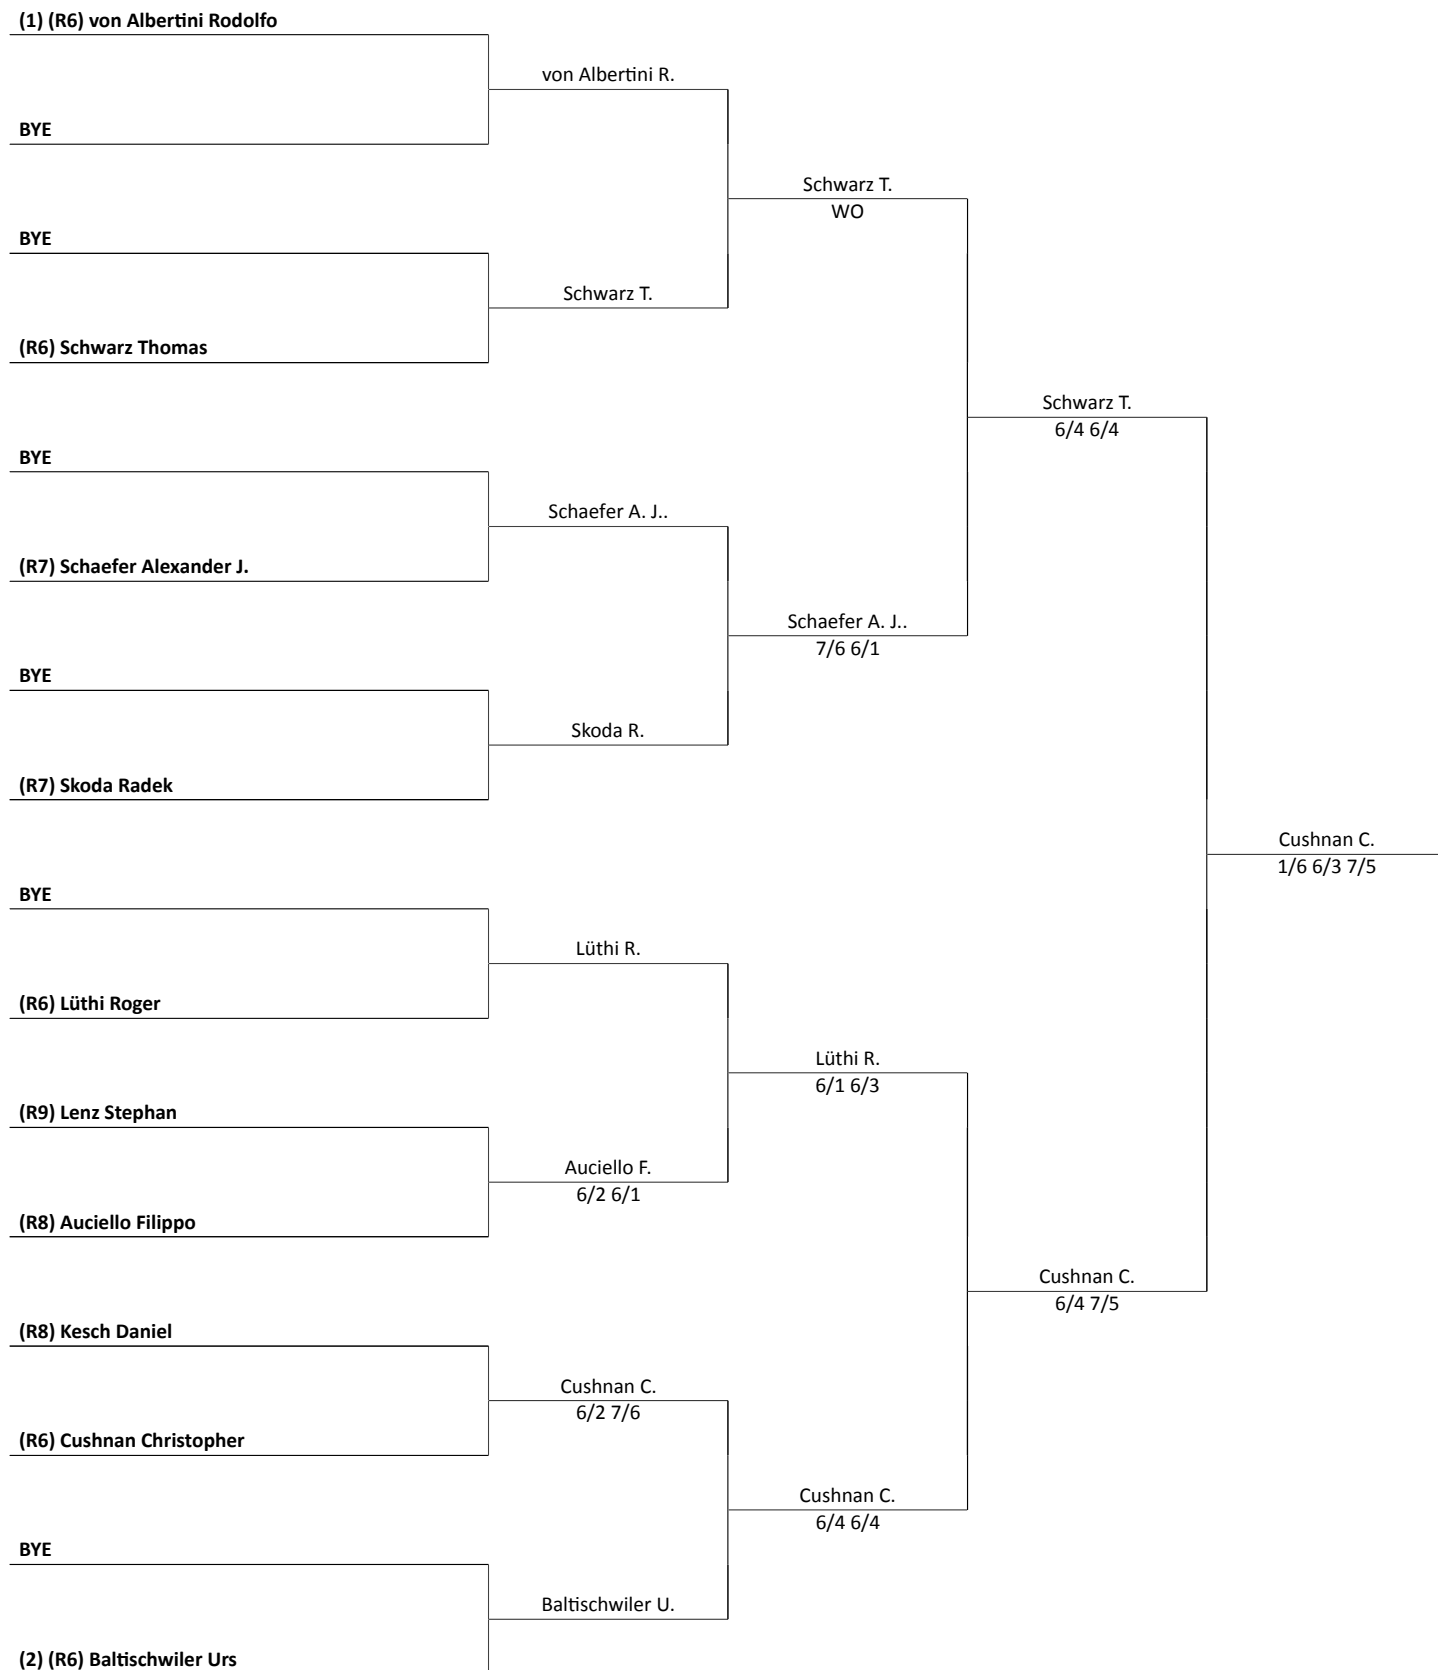 (1) (R6) von Albertini Rodolfo
von Albertini R.
BYE
Schwarz T.
WO
BYE
Schwarz T.
(R6) Schwarz Thomas
Schwarz T.
6/4 6/4
BYE
Schaefer A. J..
(R7) Schaefer Alexander J.
Schaefer A. J..
7/6 6/1
BYE
Skoda R.
(R7) Skoda Radek
Cushnan C.
1/6 6/3 7/5
BYE
Lüthi R.
(R6) Lüthi Roger
Lüthi R.
6/1 6/3
(R9) Lenz Stephan
Auciello F.
6/2 6/1
(R8) Auciello Filippo
Cushnan C.
6/4 7/5
(R8) Kesch Daniel
Cushnan C.
6/2 7/6
(R6) Cushnan Christopher
Cushnan C.
6/4 6/4
BYE
Baltischwiler U.
(2) (R6) Baltischwiler Urs